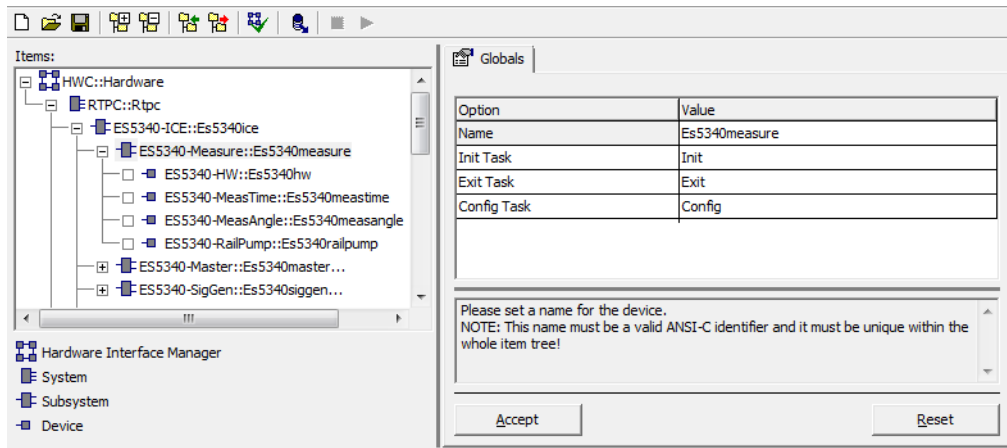 Items:
HWC::Hardware
RTPC::Rtpc
ES5340-ICE::Es5340ice
ES5340-Measure::Es5340measure
ES5340-HW::Es5340hw
ES5340-MeasTime::Es5340meastime
ES5340-MeasAngle::Es5340measangle
ES5340-RailPump::Es5340railpump
ES5340-Master::Es5340master...
ES5340-SigGen::Es5340siggen...
Hardware Interface Manager
System
Subsystem
Device
Globals
Option Value
Name Es5340measure
Init Task Init
Exit Task Exit
Config Task Config
Please set a name for the device.
NOTE: This name must be a valid ANSI-C identifier and it must be unique within the
whole item tree!
Accept Reset